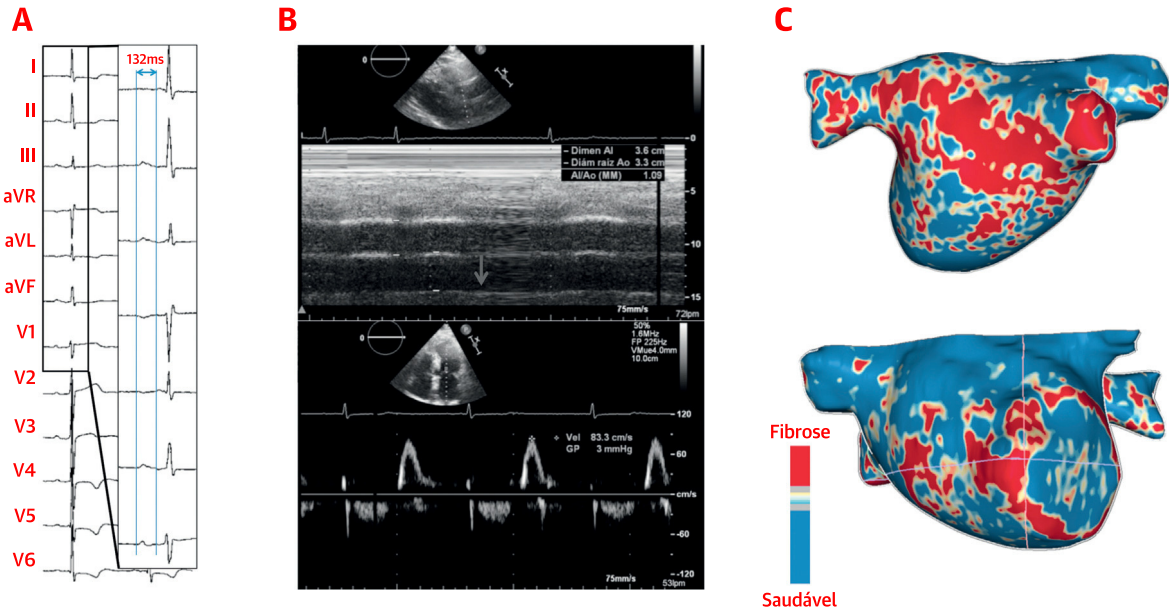 A
132ms
I
II
III
aVR
aVL
aVF
V1
V2
V3
V4
V5
V6
B
0
0
Dimen AI 3.6 cm
Diám raíz Ao 3.3 cm
AI/Ao (MM) 1.09
5
10
15
75mm/s
72lpm
0
50%
1.6MHz
FP 225Hz
VMue4.0mm
10.0cm
120
Vel 83.3 cm/s
GP 3 mmHg
60
cm/s
-60
-120
75mm/s
53lpm
C
Fibrose
Saudável